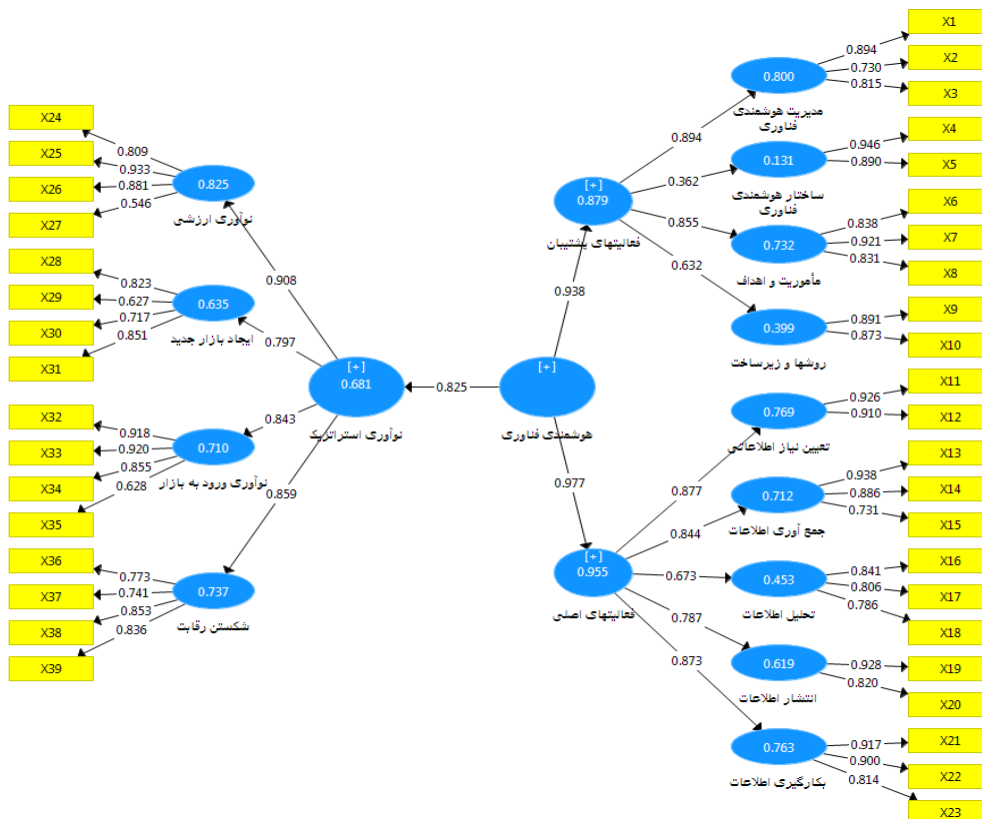 X24
X25
X26
X27
0.809
0.933
0.881
0.546
0.825
نوآوری ارزشی
X28
X29
X30
X31
0.823
0.627
0.717
0.851
0.635
ایجاد بازار جدید
X32
X33
X34
X35
0.918
0.920
0.855
0.628
0.710
نوآوری ورود به بازار
X36
X37
X38
X39
0.773
0.741
0.853
0.836
0.737
شکستن رقابت
0.908
0.797
0.843
0.859
[+]
0.681
نوآوری استراتژیک
0.825
[+]
هوشمندی فناوری
0.938
0.977
[+]
0.879
فعالیتهای پشتیبان
0.894
0.362
0.855
0.632
[+]
0.955
فعالیتهای اصلی
0.877
0.844
0.673
0.787
0.873
0.800
مدیریت هوشمندی
فناوری
0.894
0.730
0.815
X1
X2
X3
0.131
ساختار هوشمندی
فناوری
0.946
0.890
X4
X5
0.732
مأموریت و اهداف
0.838
0.921
0.831
X6
X7
X8
0.399
روشها و زیرساخت
0.891
0.873
X9
X10
0.769
تعیین نیاز اطلاعاتی
0.926
0.910
X11
X12
0.712
جمع آوری اطلاعات
0.938
0.886
0.731
X13
X14
X15
0.453
تحلیل اطلاعات
0.841
0.806
0.786
X16
X17
X18
0.619
انتشار اطلاعات
0.928
0.820
X19
X20
0.763
بکارگیری اطلاعات
0.917
0.900
0.814
X21
X22
X23